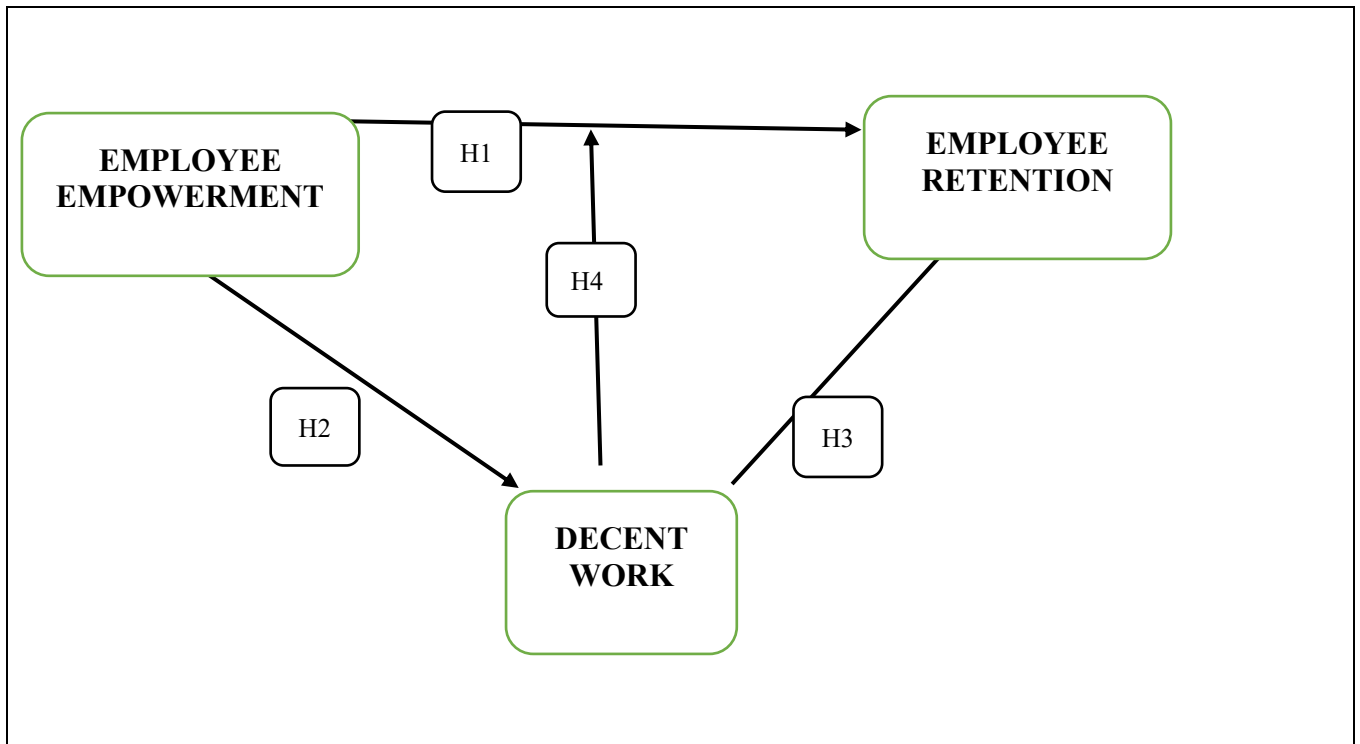 EMPLOYEE
EMPOWERMENT
H1
EMPLOYEE
RETENTION
H4
H2
H3
DECENT
WORK